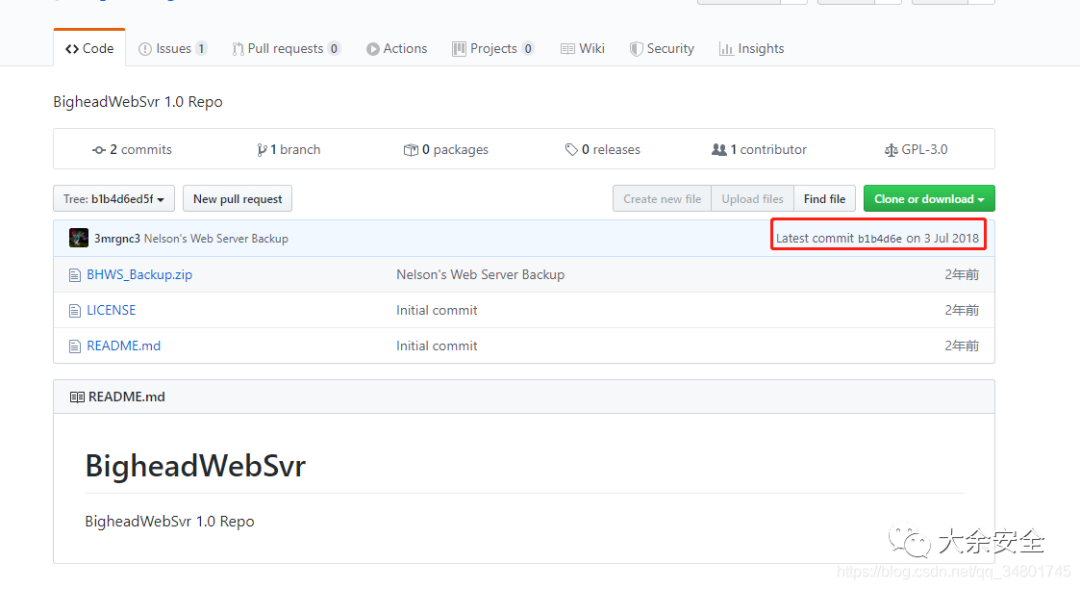 Code Issues 1 Pull requests 0 Actions Projects 0 Wiki Security Insights
BigheadWebSvr 1.0 Repo
2 commits 1 branch 0 packages 0 releases 1 contributor GPL-3.0
Tree: b1b4d6ed5f New pull request Create new file Upload files Find file Clone or download
3mrgnc3 Nelson's Web Server Backup Latest commit b1b4d6e on 3 Jul 2018
BHWS_Backup.zip Nelson's Web Server Backup 2年前
LICENSE Initial commit 2年前
README.md Initial commit 2年前
README.md
BigheadWebSvr
BigheadWebSvr 1.0 Repo
大余安全
https://blog.csdn.net/qq_34801745